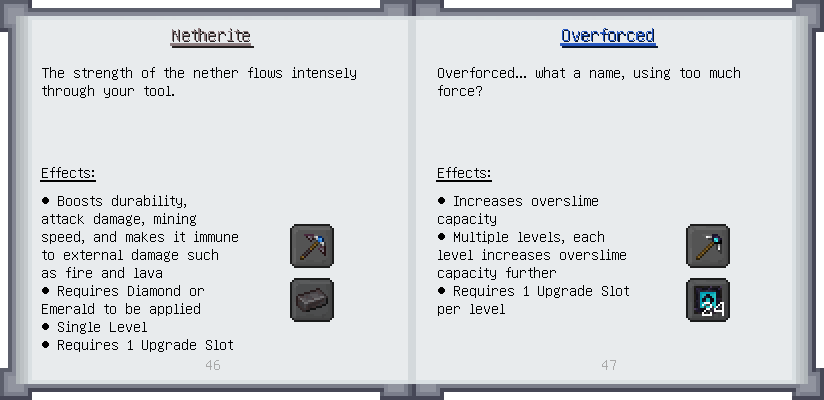 Netherite
The strength of the nether flows intensely
through your tool.
Effects:
● Boosts durability,
attack damage, mining
speed, and makes it immune
to external damage such
as fire and lava
● Requires Diamond or
Emerald to be applied
● Single Level
● Requires 1 Upgrade Slot
46
Overforced
Overforced... what a name, using too much
force?
Effects:
● Increases overslime
capacity
● Multiple levels, each
level increases overslime
capacity further
● Requires 1 Upgrade Slot
per level
24
47